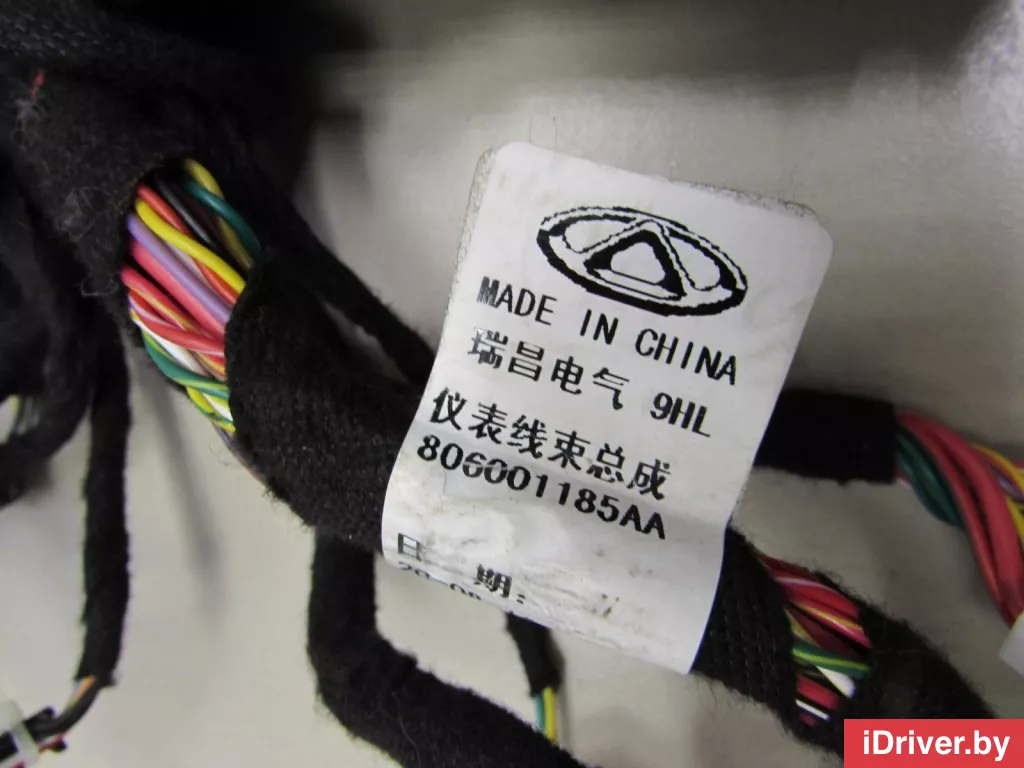 MADE IN CHINA
瑞昌电气 9HL
仪表线束总成
806001185AA
日 期:
iDriver.by